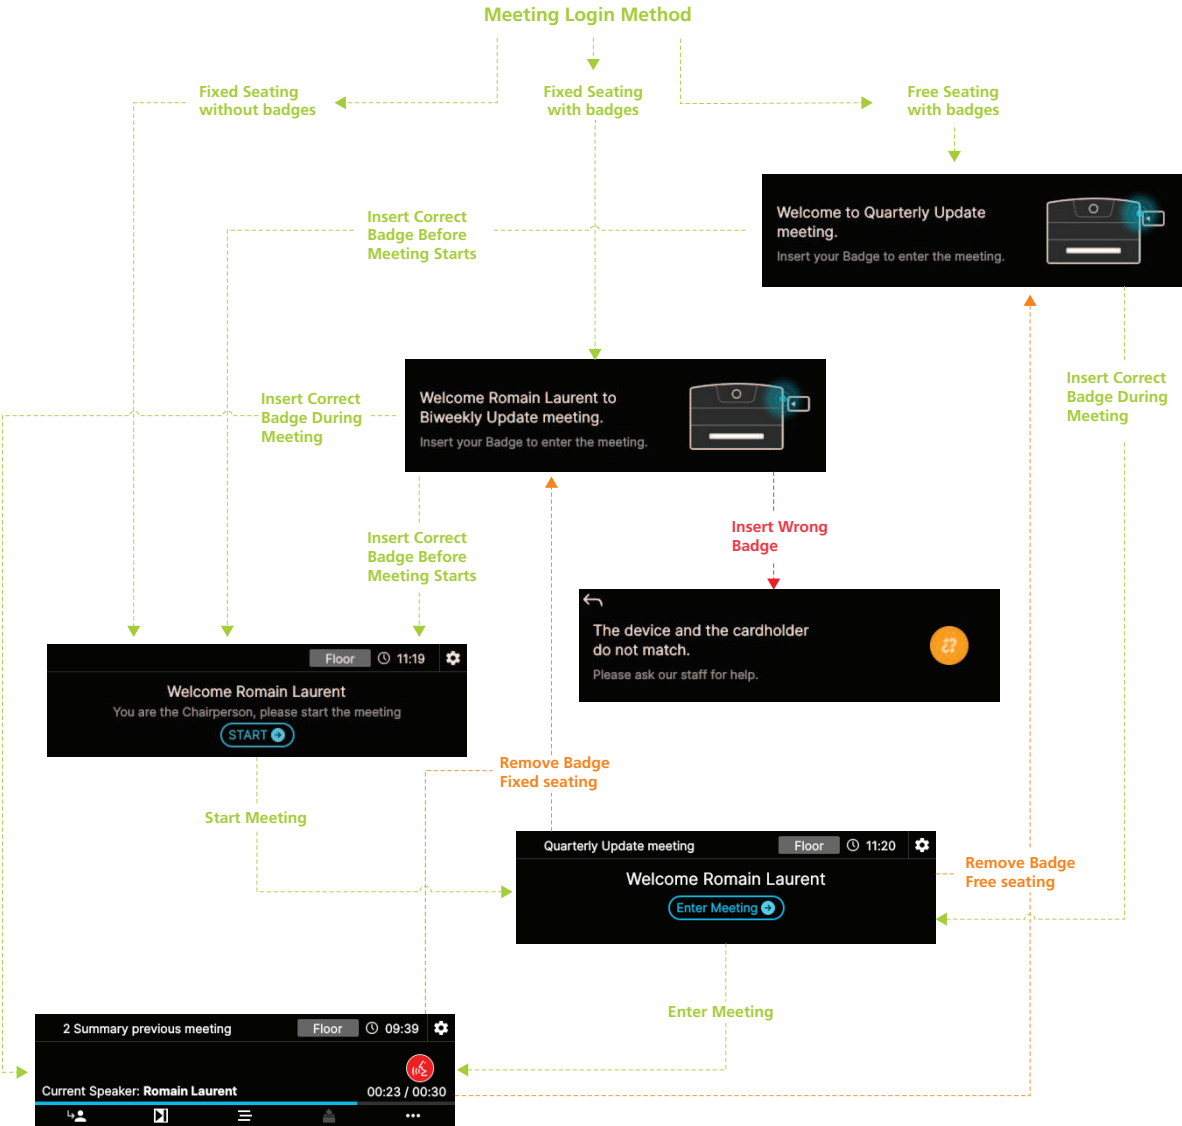 Meeting Login Method
Fixed Seating
without badges
Fixed Seating
with badges
Free Seating
with badges
Welcome to Quarterly Update
meeting.
Insert your Badge to enter the meeting.
Insert Correct
Badge Before
Meeting Starts
Welcome Romain Laurent to
Biweekly Update meeting.
Insert your Badge to enter the meeting.
Insert Correct
Badge During
Meeting
Insert Correct
Badge During
Meeting
Insert Wrong
Badge
Insert Correct
Badge Before
Meeting Starts
The device and the cardholder
do not match.
Please ask our staff for help.
Floor 11:19
Welcome Romain Laurent
You are the Chairperson, please start the meeting
START
Remove Badge
Fixed seating
Start Meeting
Quarterly Update meeting Floor 11:20
Welcome Romain Laurent
Enter Meeting
Remove Badge
Free seating
Enter Meeting
2 Summary previous meeting Floor 09:39
Current Speaker: Romain Laurent 00:23 / 00:30